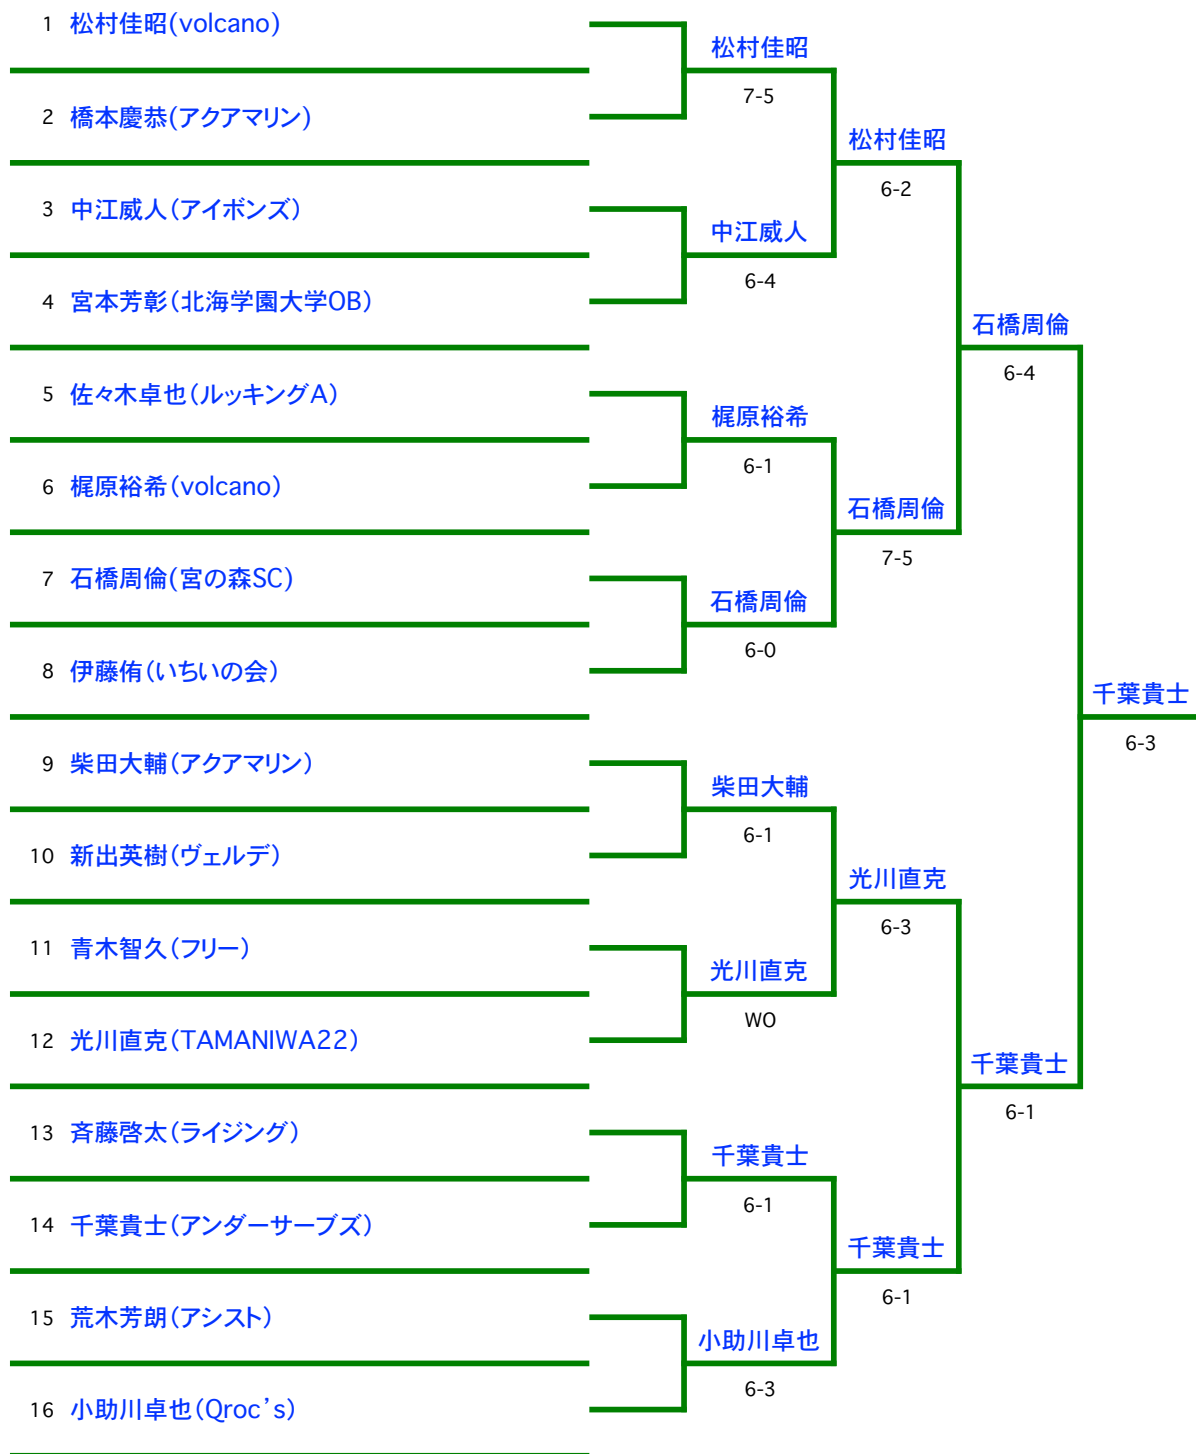 1 松村佳昭(volcano)
松村佳昭
7-5
2 橋本慶恭(アクアマリン)
松村佳昭
6-2
3 中江威人(アイボンズ)
中江威人
6-4
4 宮本芳彰(北海学園大学OB)
石橋周倫
6-4
5 佐々木卓也(ルッキングA)
梶原裕希
6-1
6 梶原裕希(volcano)
石橋周倫
7-5
7 石橋周倫(宮の森SC)
石橋周倫
6-0
8 伊藤侑(いちいの会)
千葉貴士
6-3
9 柴田大輔(アクアマリン)
柴田大輔
6-1
10 新出英樹(ヴェルデ)
光川直克
6-3
11 青木智久(フリー)
光川直克
WO
12 光川直克(TAMANIWA22)
千葉貴士
6-1
13 斉藤啓太(ライジング)
千葉貴士
6-1
14 千葉貴士(アンダーサーブズ)
千葉貴士
6-1
15 荒木芳朗(アシスト)
小助川卓也
6-3
16 小助川卓也(Qroc's)